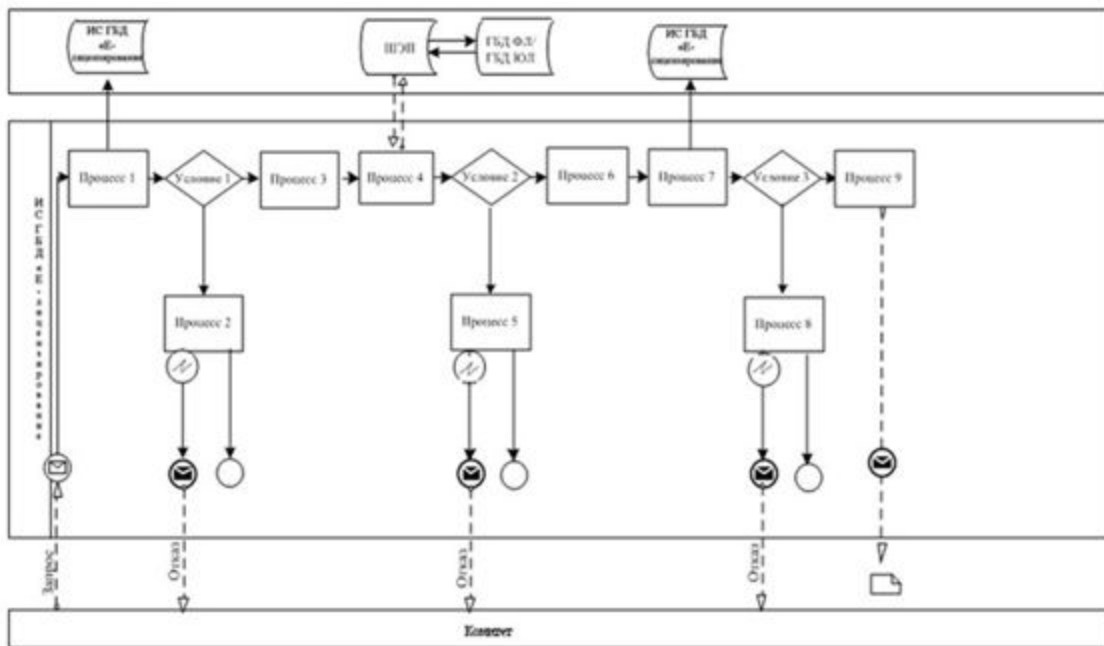 ИС ГБД
«Е-
лицензирование»
ШЭП
ГБД ФЛ/
ГБД ЮЛ
ИС ГБД
«Е-
лицензирование»
Процесс 1
Условие 1
Процесс 3
Процесс 4
Условие 2
Процесс 6
Процесс 7
Условие 3
Процесс 9
ИС ГБД «Е-лицензирование»
Процесс 2
Процесс 5
Процесс 8
Запрос
Отказ
Отказ
Отказ
Комитет